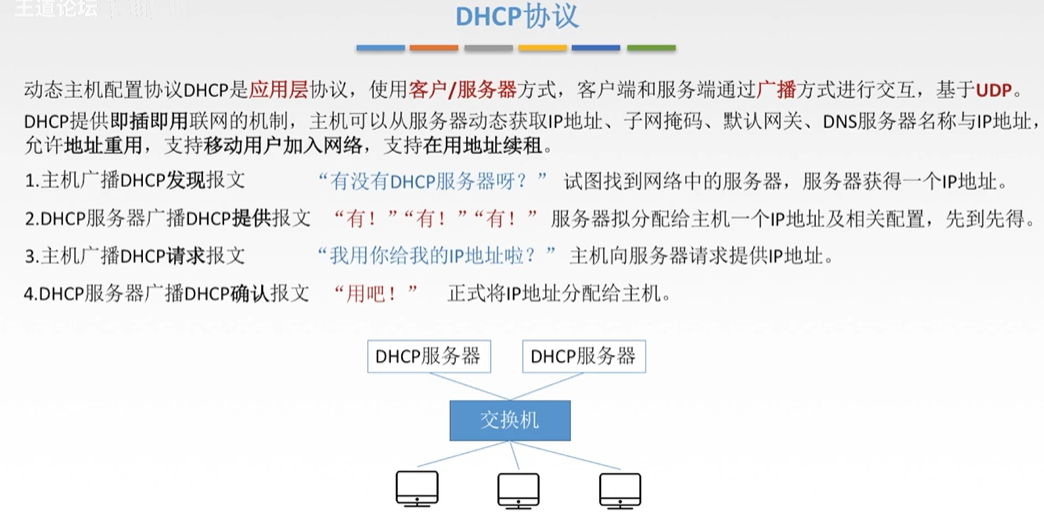 王道论坛
DHCP协议
动态主机配置协议DHCP是应用层协议，使用客户/服务器方式，客户端和服务端通过广播方式进行交互，基于UDP。
DHCP提供即插即用联网的机制，主机可以从服务器动态获取IP地址、子网掩码、默认网关、DNS服务器名称与IP地址，
允许地址重用，支持移动用户加入网络，支持在用地址续租。
1.主机广播DHCP发现报文 “有没有DHCP服务器呀？” 试图找到网络中的服务器，服务器获得一个IP地址。
2.DHCP服务器广播DHCP提供报文 “有！”“有！”“有！” 服务器拟分配给主机一个IP地址及相关配置，先到先得。
3.主机广播DHCP请求报文 “我用你给我的IP地址啦？” 主机向服务器请求提供IP地址。
4.DHCP服务器广播DHCP确认报文 “用吧！” 正式将IP地址分配给主机。
DHCP服务器 DHCP服务器
交换机